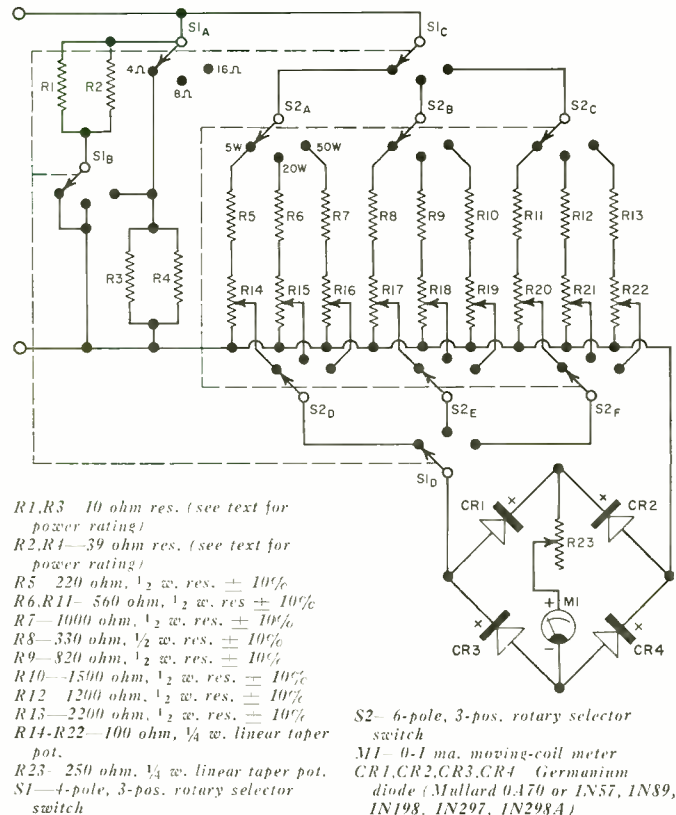 S1A
S1C
R1
R2
4Ω
16Ω
8Ω
S2A
S2B
S2C
S1B
5W
50W
20W
R5
R6
R7
R8
R9
R10
R11
R12
R13
R3
R4
R14
R15
R16
R17
R18
R19
R20
R21
R22
S2D
S2E
S2F
S1D
CR1
CR2
R23
+
M1
-
CR3
CR4
R1,R3—10 ohm res. (see text for
power rating)
R2,R4—39 ohm res. (see text for
power rating)
R5—220 ohm, ½ w. res. ± 10%
R6,R11—560 ohm, ½ w. res ± 10%
R7—1000 ohm, ½ w. res. ± 10%
R8—330 ohm, ½ w. res. ± 10%
R9—820 ohm, ½ w. res. ± 10%
R10—1500 ohm, ½ w. res. ± 10%
R12—1200 ohm, ½ w. res. ± 10%
R13—2200 ohm, ½ w. res. ± 10%
R14-R22—100 ohm, ¼ w. linear taper
pot.
R23—250 ohm, ¼ w. linear taper pot.
S1—4-pole, 3-pos. rotary selector
switch
S2—6-pole, 3-pos. rotary selector
switch
M1—0-1 ma. moving-coil meter
CR1,CR2,CR3,CR4—Germanium
diode (Mullard 0A70 or 1N57, 1N89,
1N198, 1N297, 1N298A)